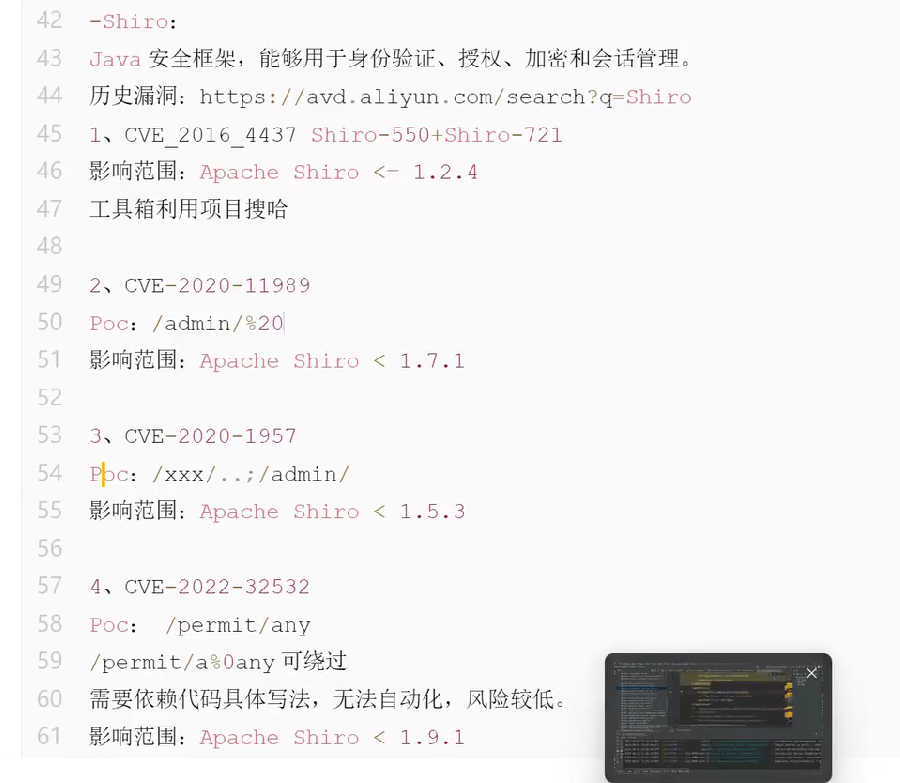 42 -Shiro:
43 Java 安全框架，能够用于身份验证、授权、加密和会话管理。
44 历史漏洞：https://avd.aliyun.com/search?q=Shiro
45 1、CVE_2016_4437 Shiro-550+Shiro-721
46 影响范围：Apache Shiro <= 1.2.4
47 工具箱利用项目搜哈
48
49 2、CVE-2020-11989
50 Poc：/admin/%20
51 影响范围：Apache Shiro < 1.7.1
52
53 3、CVE-2020-1957
54 Poc：/xxx/..;/admin/
55 影响范围：Apache Shiro < 1.5.3
56
57 4、CVE-2022-32532
58 Poc： /permit/any
59 /permit/a%0any 可绕过
60 需要依赖代码具体写法，无法自动化，风险较低。
61 影响范围：Apache Shiro < 1.9.1